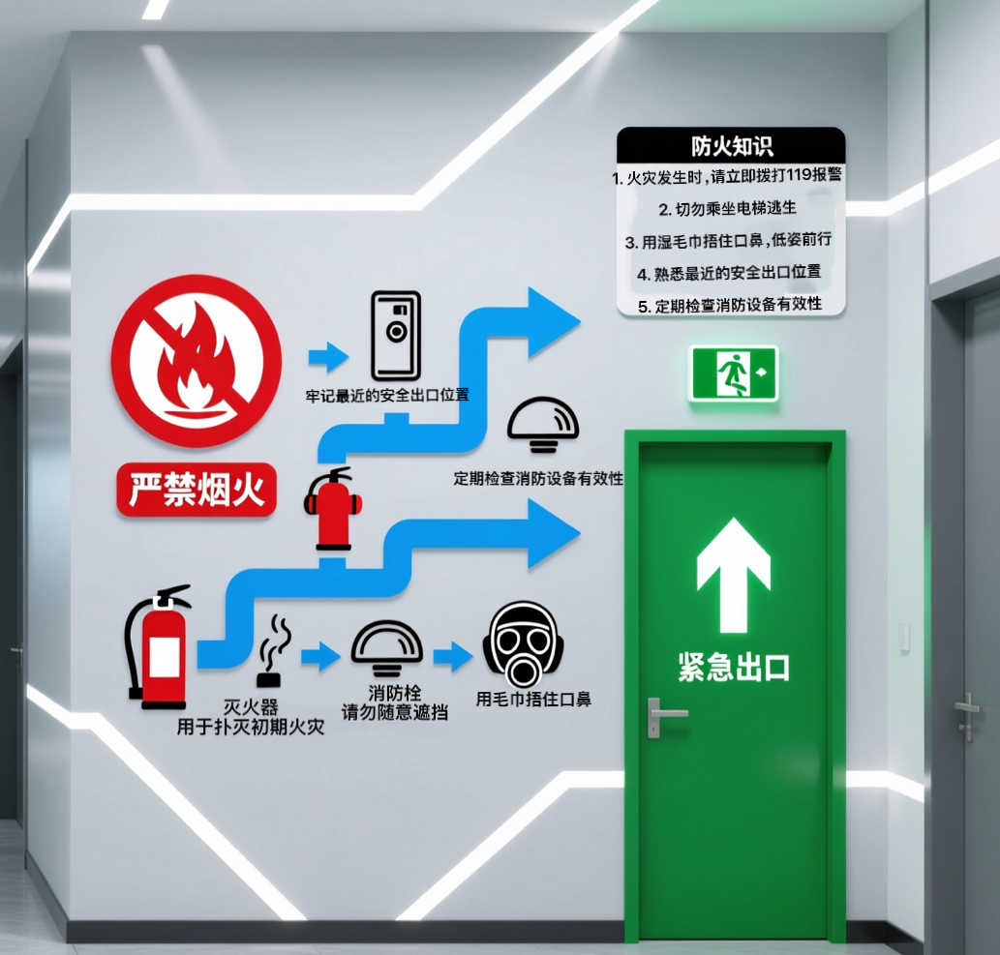 防火知识
1. 火灾发生时,请立即拨打119报警
2. 切勿乘坐电梯逃生
3. 用湿毛巾捂住口鼻,低姿前行
4. 熟悉最近的安全出口位置
5. 定期检查消防设备有效性
牢记最近的安全出口位置
定期检查消防设备有效性
严禁烟火
灭火器
用于扑灭初期火灾
消防栓
请勿随意遮挡
用毛巾捂住口鼻
紧急出口